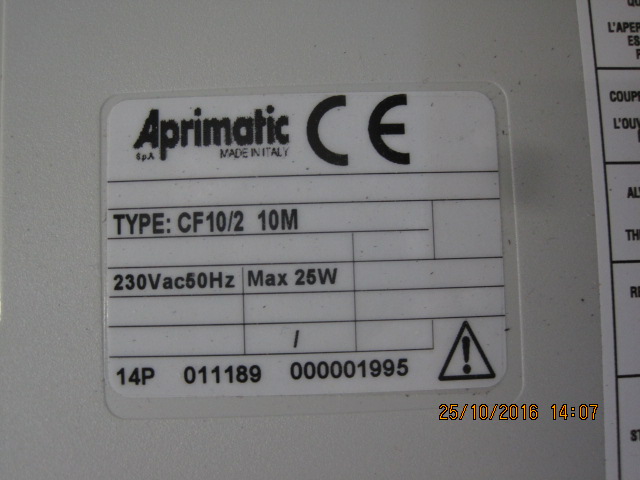 Aprimatic CE
S.p.A. MADE IN ITALY
TYPE: CF10/2 10M
230Vac50Hz Max 25W
/
14P 011189 000001995
25/10/2016 14:07
L'APER
COUPE
L'OU